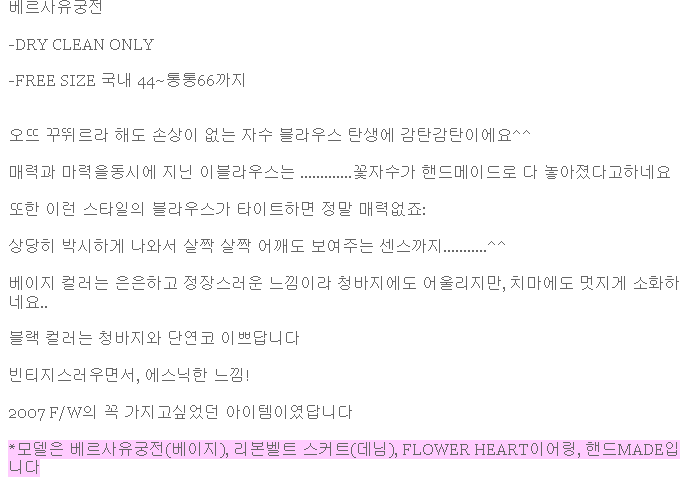 베르사유궁전
-DRY CLEAN ONLY
-FREE SIZE 국내 44~통통66까지
오뜨 꾸뛰르라 해도 손상이 없는 자수 블라우스 탄생에 감탄감탄이에요^^
매력과 마력을동시에 지닌 이블라우스는 .............꽃자수가 핸드메이드로 다 놓아졌다고하네요
또한 이런 스타일의 블라우스가 타이트하면 정말 매력없죠:
상당히 박시하게 나와서 살짝 살짝 어깨도 보여주는 센스까지...........^^
베이지 컬러는 은은하고 정장스러운 느낌이라 청바지에도 어울리지만, 치마에도 멋지게 소화하
네요..
블랙 컬러는 청바지와 단연코 이쁘답니다
빈티지스러우면서, 에스닉한 느낌!
2007 F/W의 꼭 가지고싶었던 아이템이였답니다
*모델은 베르사유궁전(베이지), 리본벨트 스커트(데님), FLOWER HEART이어링, 핸드MADE입
니다